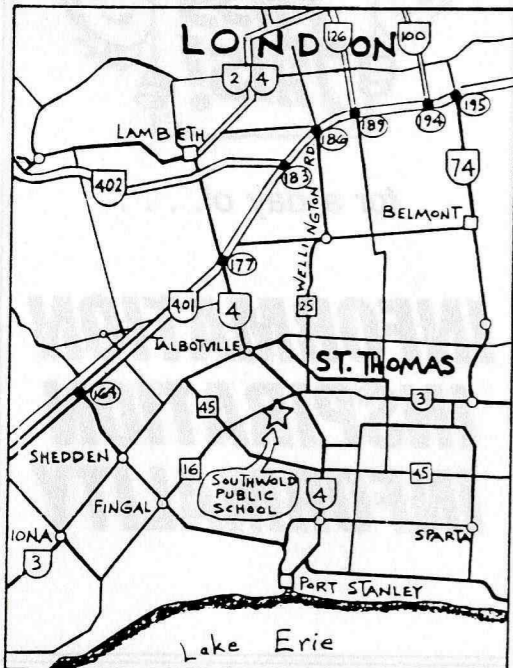 LONDON
126
100
2
4
LAMBETH
186
189
194
195
402
183
WELLINGTON RD
74
BELMONT
177
401
4
25
TALBOTVILLE
ST. THOMAS
164
45
3
SHEDDEN
16
SOUTHWOLD
PUBLIC
SCHOOL
45
FINGAL
4
IONA
3
SPARTA
PORT STANLEY
Lake Erie